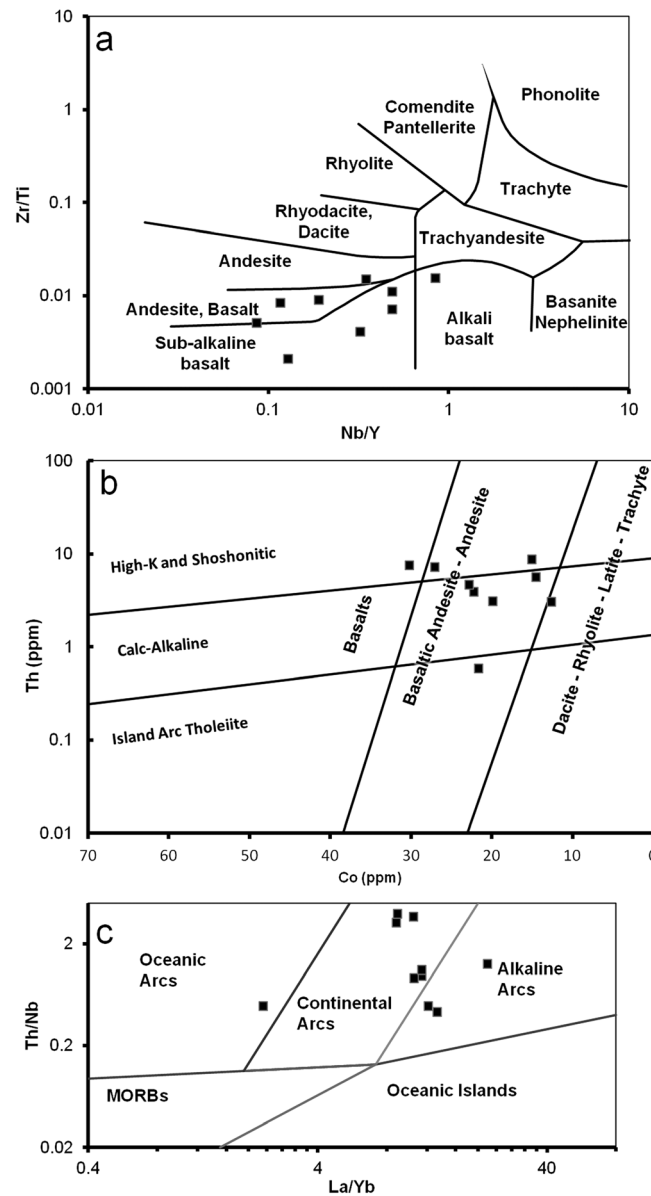 a
10
1
0.1
0.01
0.001
Zr/Ti
Phonolite
Comendite
Pantellerite
Rhyolite
Trachyte
Rhyodacite,
Dacite
Trachyandesite
Andesite
Andesite, Basalt
Sub-alkaline
basalt
Alkali
basalt
Basanite
Nephelinite
0.01
0.1
1
10
Nb/Y
b
100
10
1
0.1
0.01
Th (ppm)
High-K and Shoshonitic
Calc-Alkaline
Island Arc Tholeiite
Basalts
Basaltic Andesite - Andesite
Dacite - Rhyolite - Latite - Trachyte
70
60
50
40
30
20
10
0
Co (ppm)
c
2
0.2
0.02
Th/Nb
Oceanic
Arcs
Continental
Arcs
Alkaline
Arcs
MORBs
Oceanic Islands
0.4
4
40
La/Yb